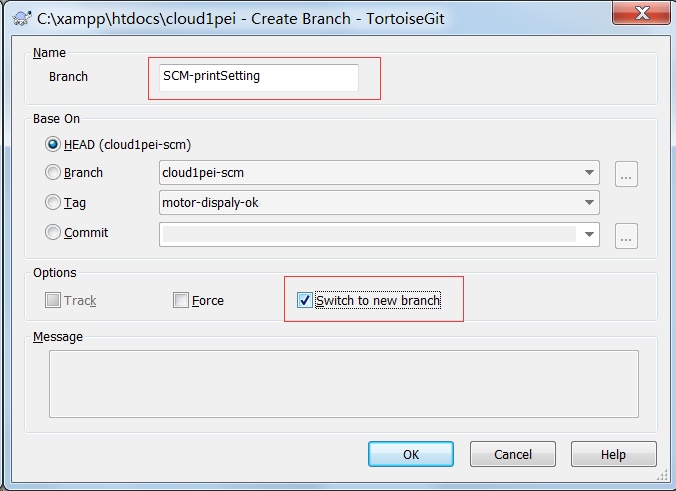 C:\xampp\htdocs\cloud1pei - Create Branch - TortoiseGit
Name
Branch
SCM-printSetting
Base On
HEAD (cloud1pei-scm)
Branch
cloud1pei-scm
...
Tag
motor-dispaly-ok
Commit
...
Options
Track
Force
Switch to new branch
Message
OK
Cancel
Help